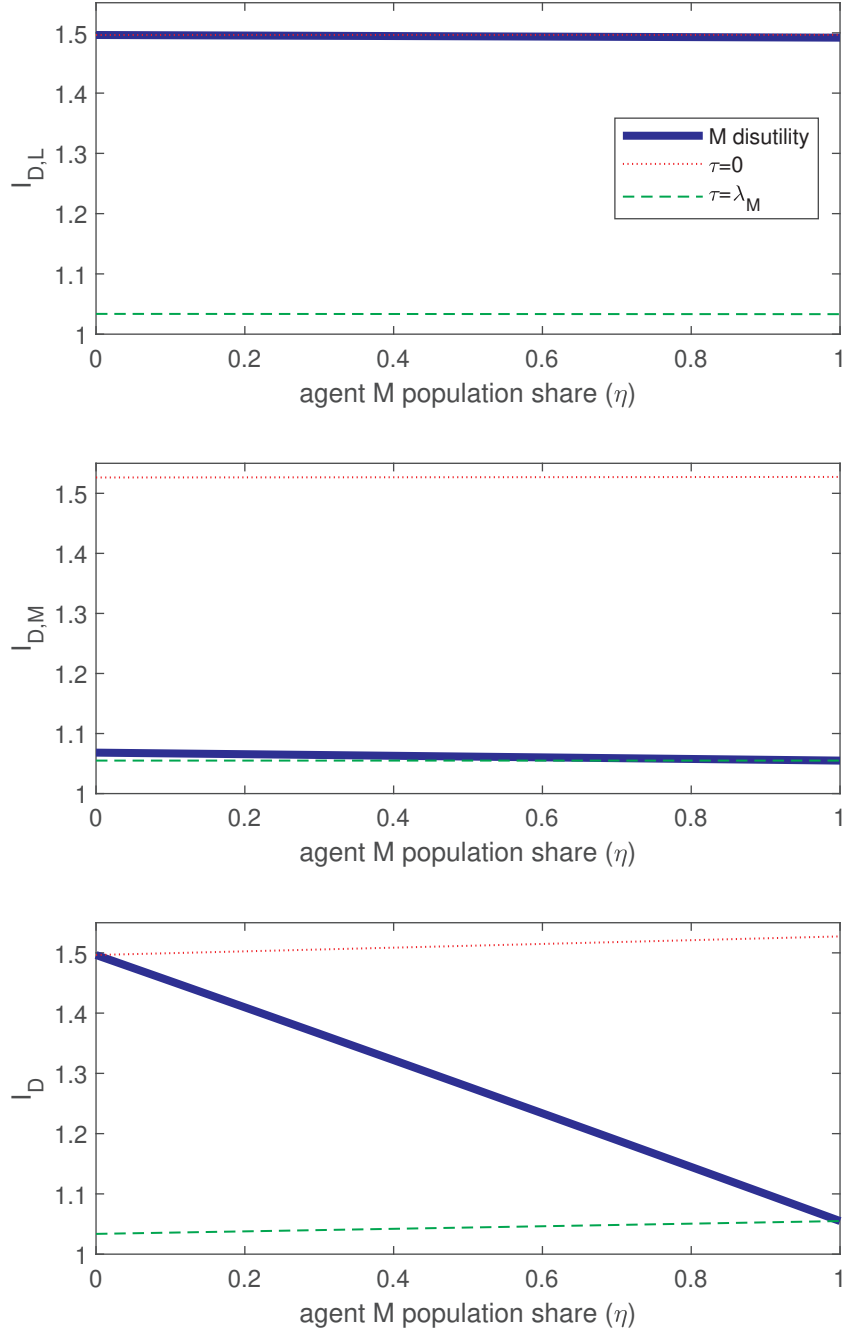 1.5
1.4
1.3
1.2
1.1
1
I_{D,L}
M disutility
τ=0
τ=λ_M
0 0.2 0.4 0.6 0.8 1
agent M population share (η)
1.5
1.4
1.3
1.2
1.1
1
I_{D,M}
0 0.2 0.4 0.6 0.8 1
agent M population share (η)
1.5
1.4
1.3
1.2
1.1
1
I_D
0 0.2 0.4 0.6 0.8 1
agent M population share (η)